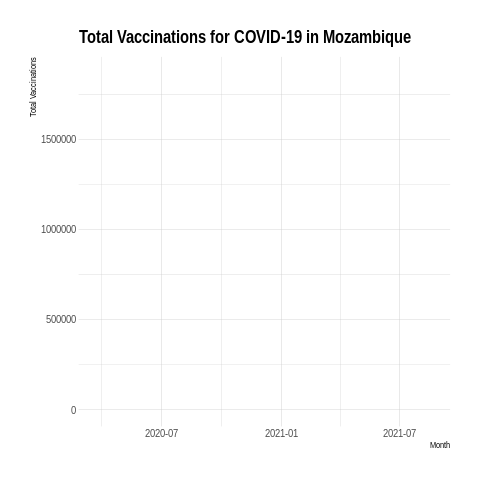 Total Vaccinations for COVID-19 in Mozambique
Total Vaccinations
1500000
1000000
500000
0
2020-07 2021-01 2021-07
Month